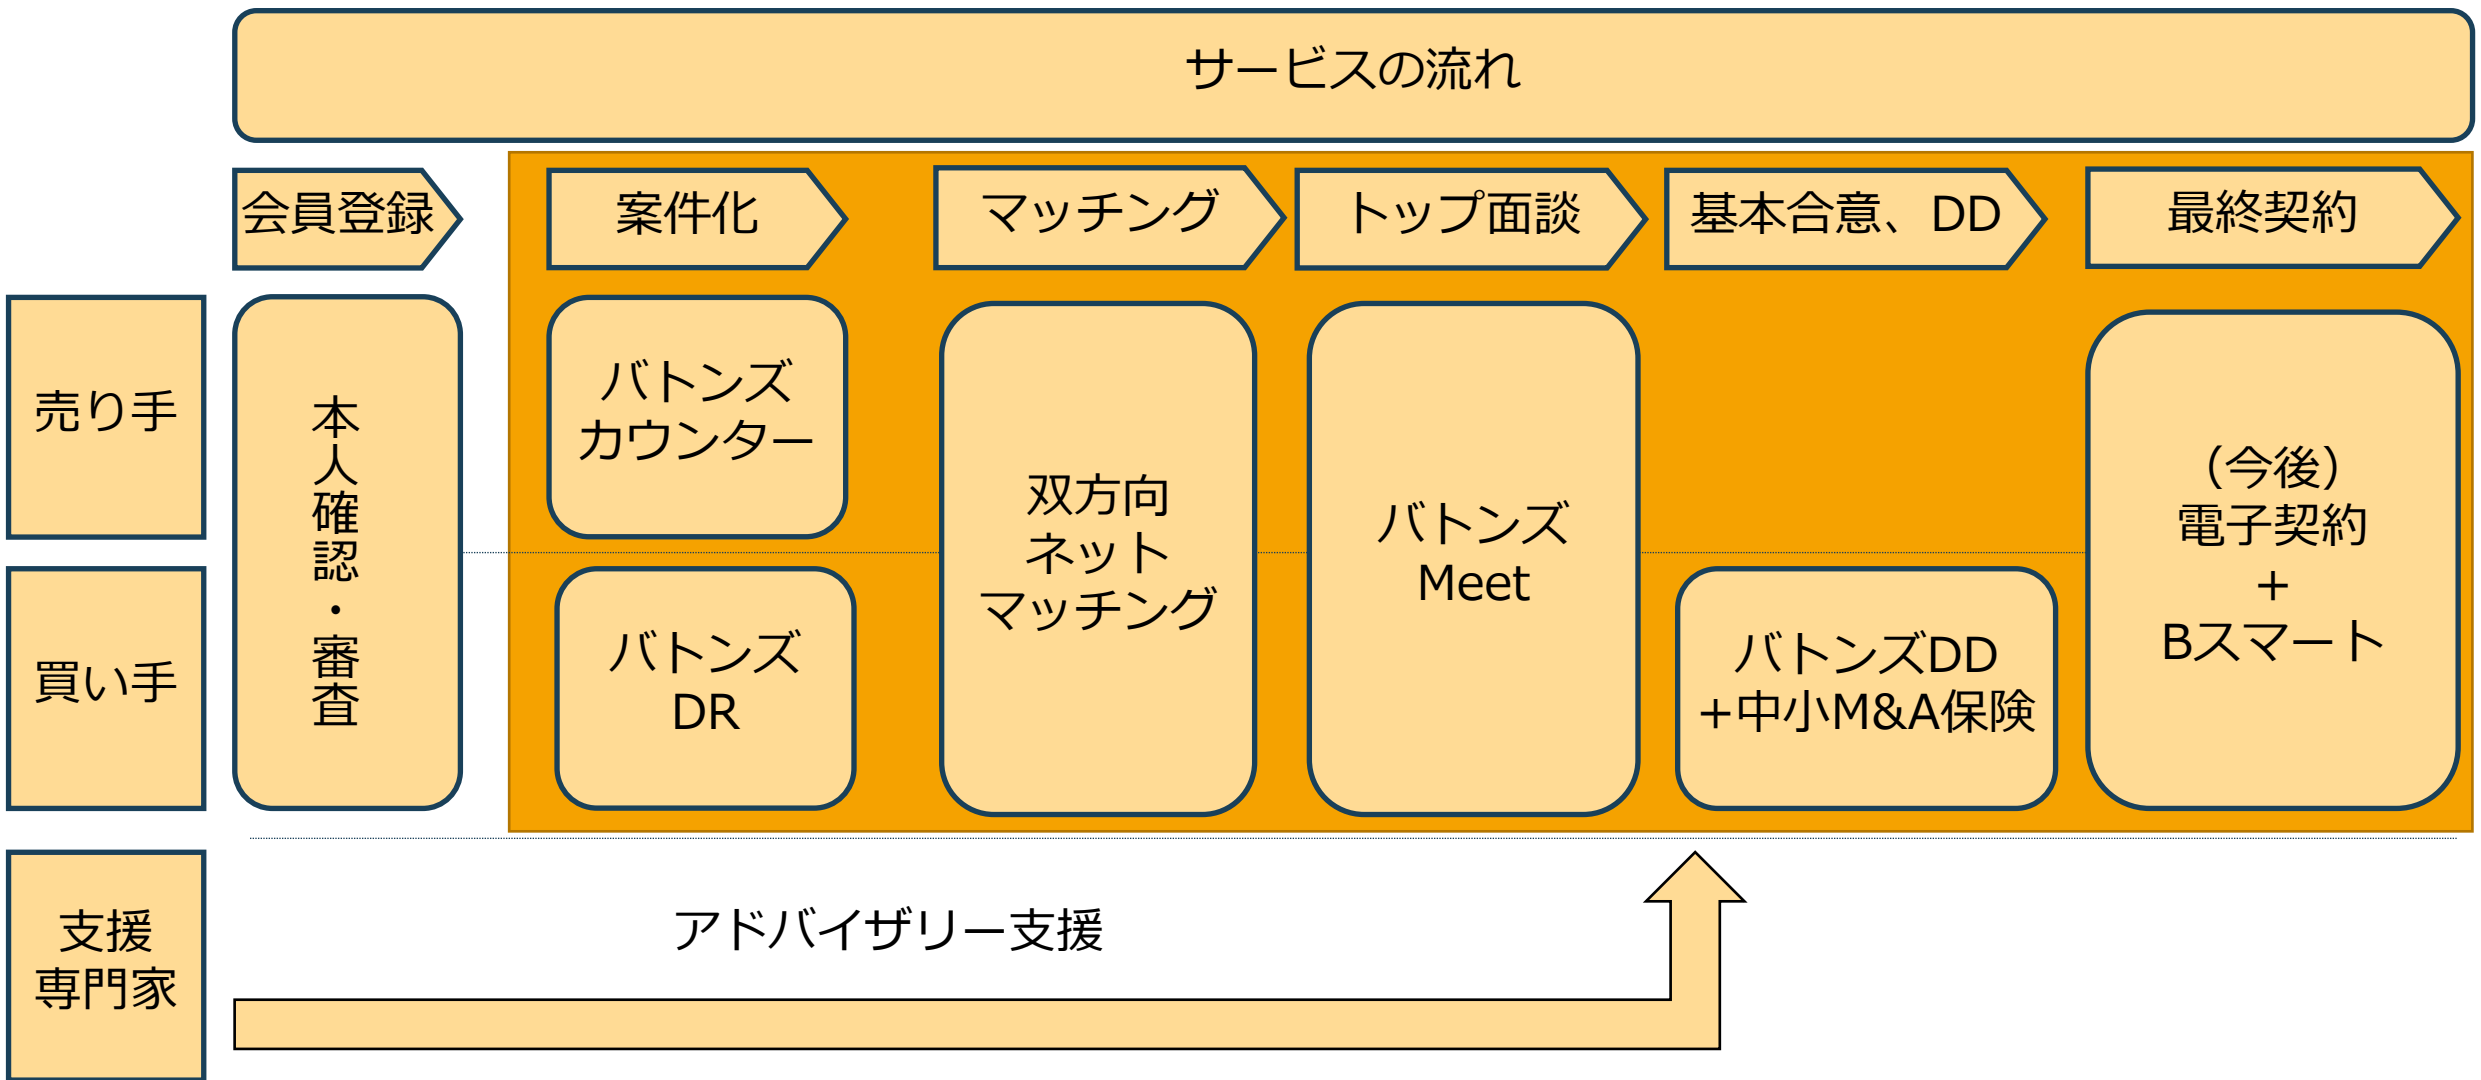 サービスの流れ
会員登録
案件化
マッチング
トップ面談
基本合意、DD
最終契約
売り手
本人確認・審査
バトンズ
カウンター
双方向
ネット
マッチング
バトンズ
Meet
（今後）
電子契約
+
Bスマート
買い手
バトンズ
DR
バトンズDD
+中小M&A保険
支援
専門家
アドバイザリー支援